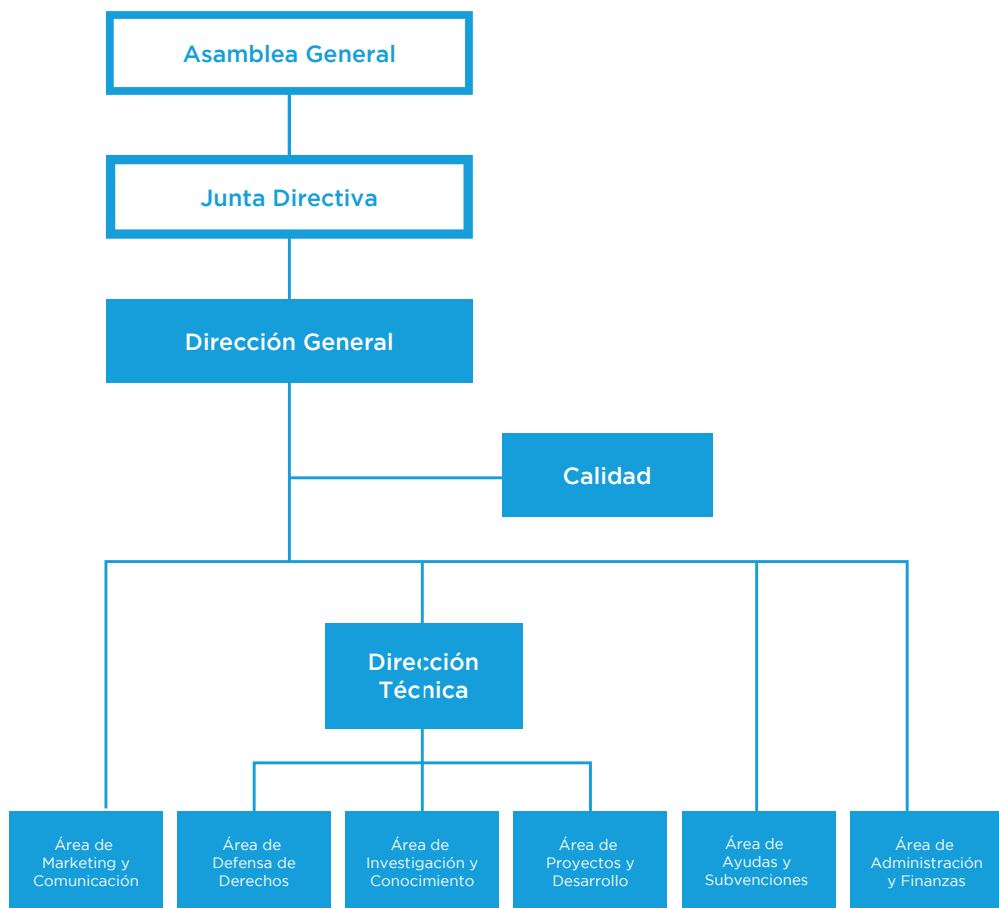 Asamblea General
Junta Directiva
Dirección General
Calidad
Dirección
Técnica
Área de
Marketing y
Comunicación
Área de
Defensa de
Derechos
Área de
Investigación y
Conocimiento
Área de
Proyectos y
Desarrollo
Área de
Ayudas y
Subvenciones
Área de
Administración
y Finanzas